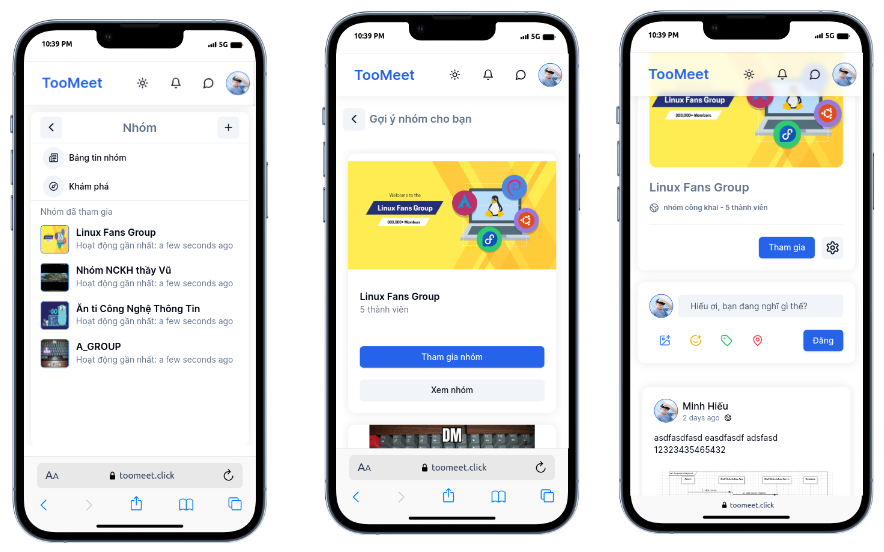 10:39 PM
5G
TooMeet
Nhóm
Bảng tin nhóm
Khám phá
Nhóm đã tham gia
Linux Fans Group
Hoạt động gần nhất: a few seconds ago
Nhóm NCKH thầy Vũ
Hoạt động gần nhất: a few seconds ago
Ăn tỉ Công Nghệ Thông Tin
Hoạt động gần nhất: a few seconds ago
A_GROUP
Hoạt động gần nhất: a few seconds ago
AA
toomeet.click
10:39 PM
5G
TooMeet
Gợi ý nhóm cho bạn
Welcome to the
Linux Fans Group
300,000+ Members
Linux Fans Group
5 thành viên
Tham gia nhóm
Xem nhóm
DM
AA
toomeet.click
10:39 PM
5G
TooMeet
Linux Fans Group
300,000+ Members
Linux Fans Group
nhóm công khai - 5 thành viên
Tham gia
Hiếu ơi, bạn đang nghĩ gì thế?
Đăng
Minh Hiếu
2 days ago
asdfasdfasd easdfasdf adsfasd
12323435465432
toomeet.click